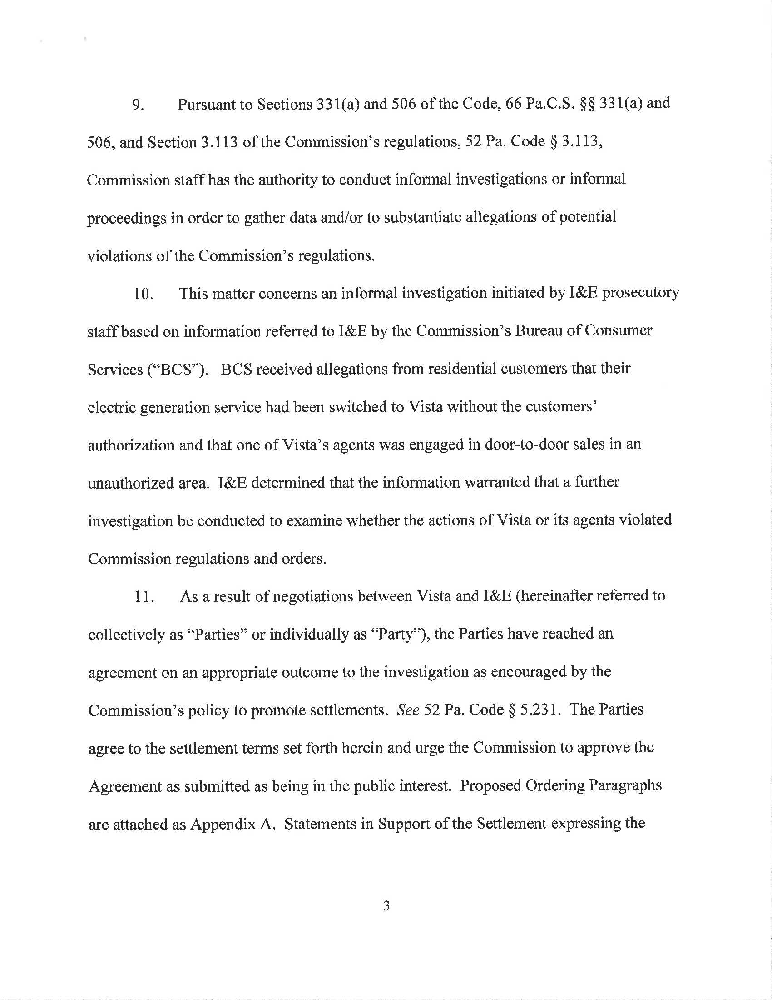 9. Pursuant to Sections 331(a) and 506 of the Code, 66 Pa.C.S. §§ 331(a) and
506, and Section 3.113 of the Commission's regulations, 52 Pa. Code § 3.113,
Commission staff has the authority to conduct informal investigations or informal
proceedings in order to gather data and/or to substantiate allegations of potential
violations of the Commission's regulations.
10. This matter concerns an informal investigation initiated by I&E prosecutory
staff based on information referred to I&E by the Commission's Bureau of Consumer
Services ("BCS"). BCS received allegations from residential customers that their
electric generation service had been switched to Vista without the customers'
authorization and that one of Vista's agents was engaged in door-to-door sales in an
unauthorized area. I&E determined that the information warranted that a further
investigation be conducted to examine whether the actions of Vista or its agents violated
Commission regulations and orders.
11. As a result of negotiations between Vista and I&E (hereinafter referred to
collectively as "Parties" or individually as "Party"), the Parties have reached an
agreement on an appropriate outcome to the investigation as encouraged by the
Commission's policy to promote settlements. See 52 Pa. Code § 5.231. The Parties
agree to the settlement terms set forth herein and urge the Commission to approve the
Agreement as submitted as being in the public interest. Proposed Ordering Paragraphs
are attached as Appendix A. Statements in Support of the Settlement expressing the
3